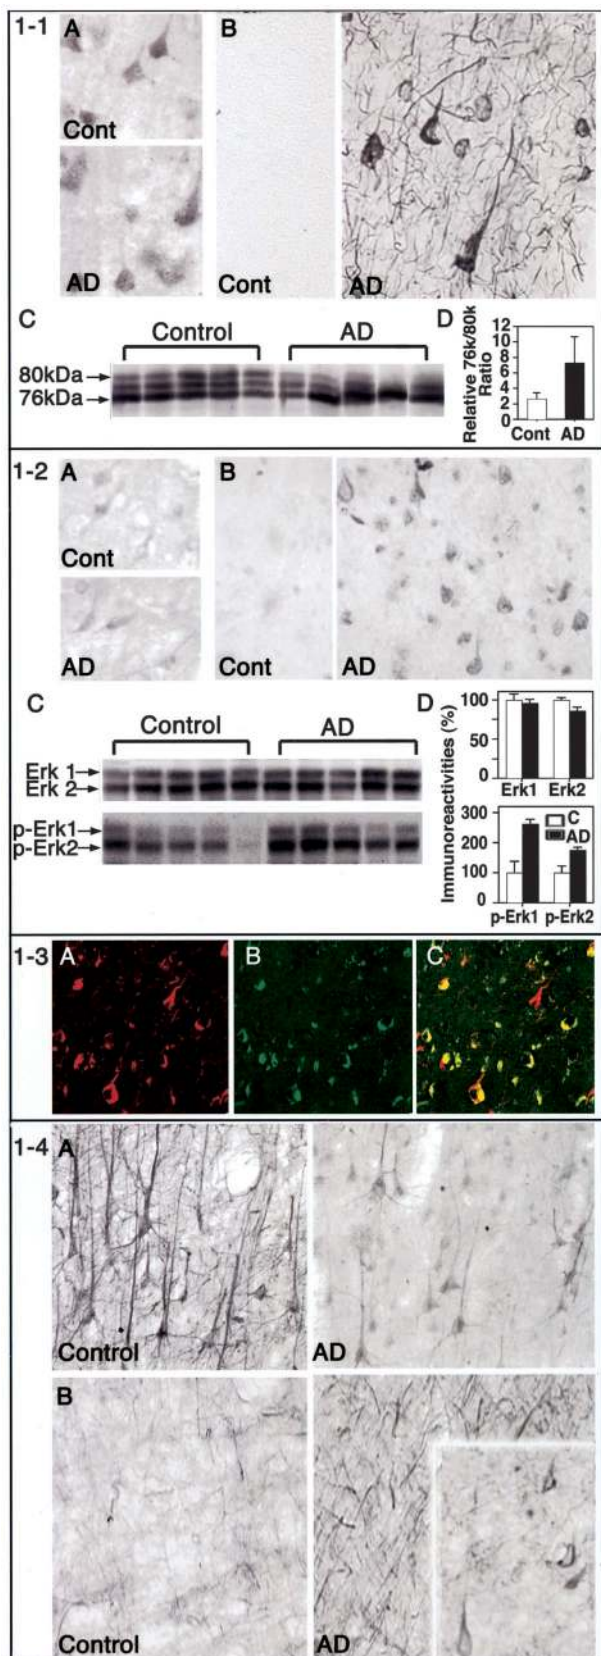 1-1 A B
Cont
AD Cont AD
C Control AD D
80kDa
76kDa
Relative 76k/80k
Ratio
12
10
8
6
4
2
0
Cont AD
1-2 A B
Cont
AD Cont AD
C Control AD D
Erk 1
Erk 2
p-Erk1
p-Erk2
Immunoreactivities (%)
100
50
0
Erk1 Erk2
300
200
100
0
C
AD
p-Erk1 p-Erk2
1-3 A B C
1-4 A
Control AD
B
Control AD